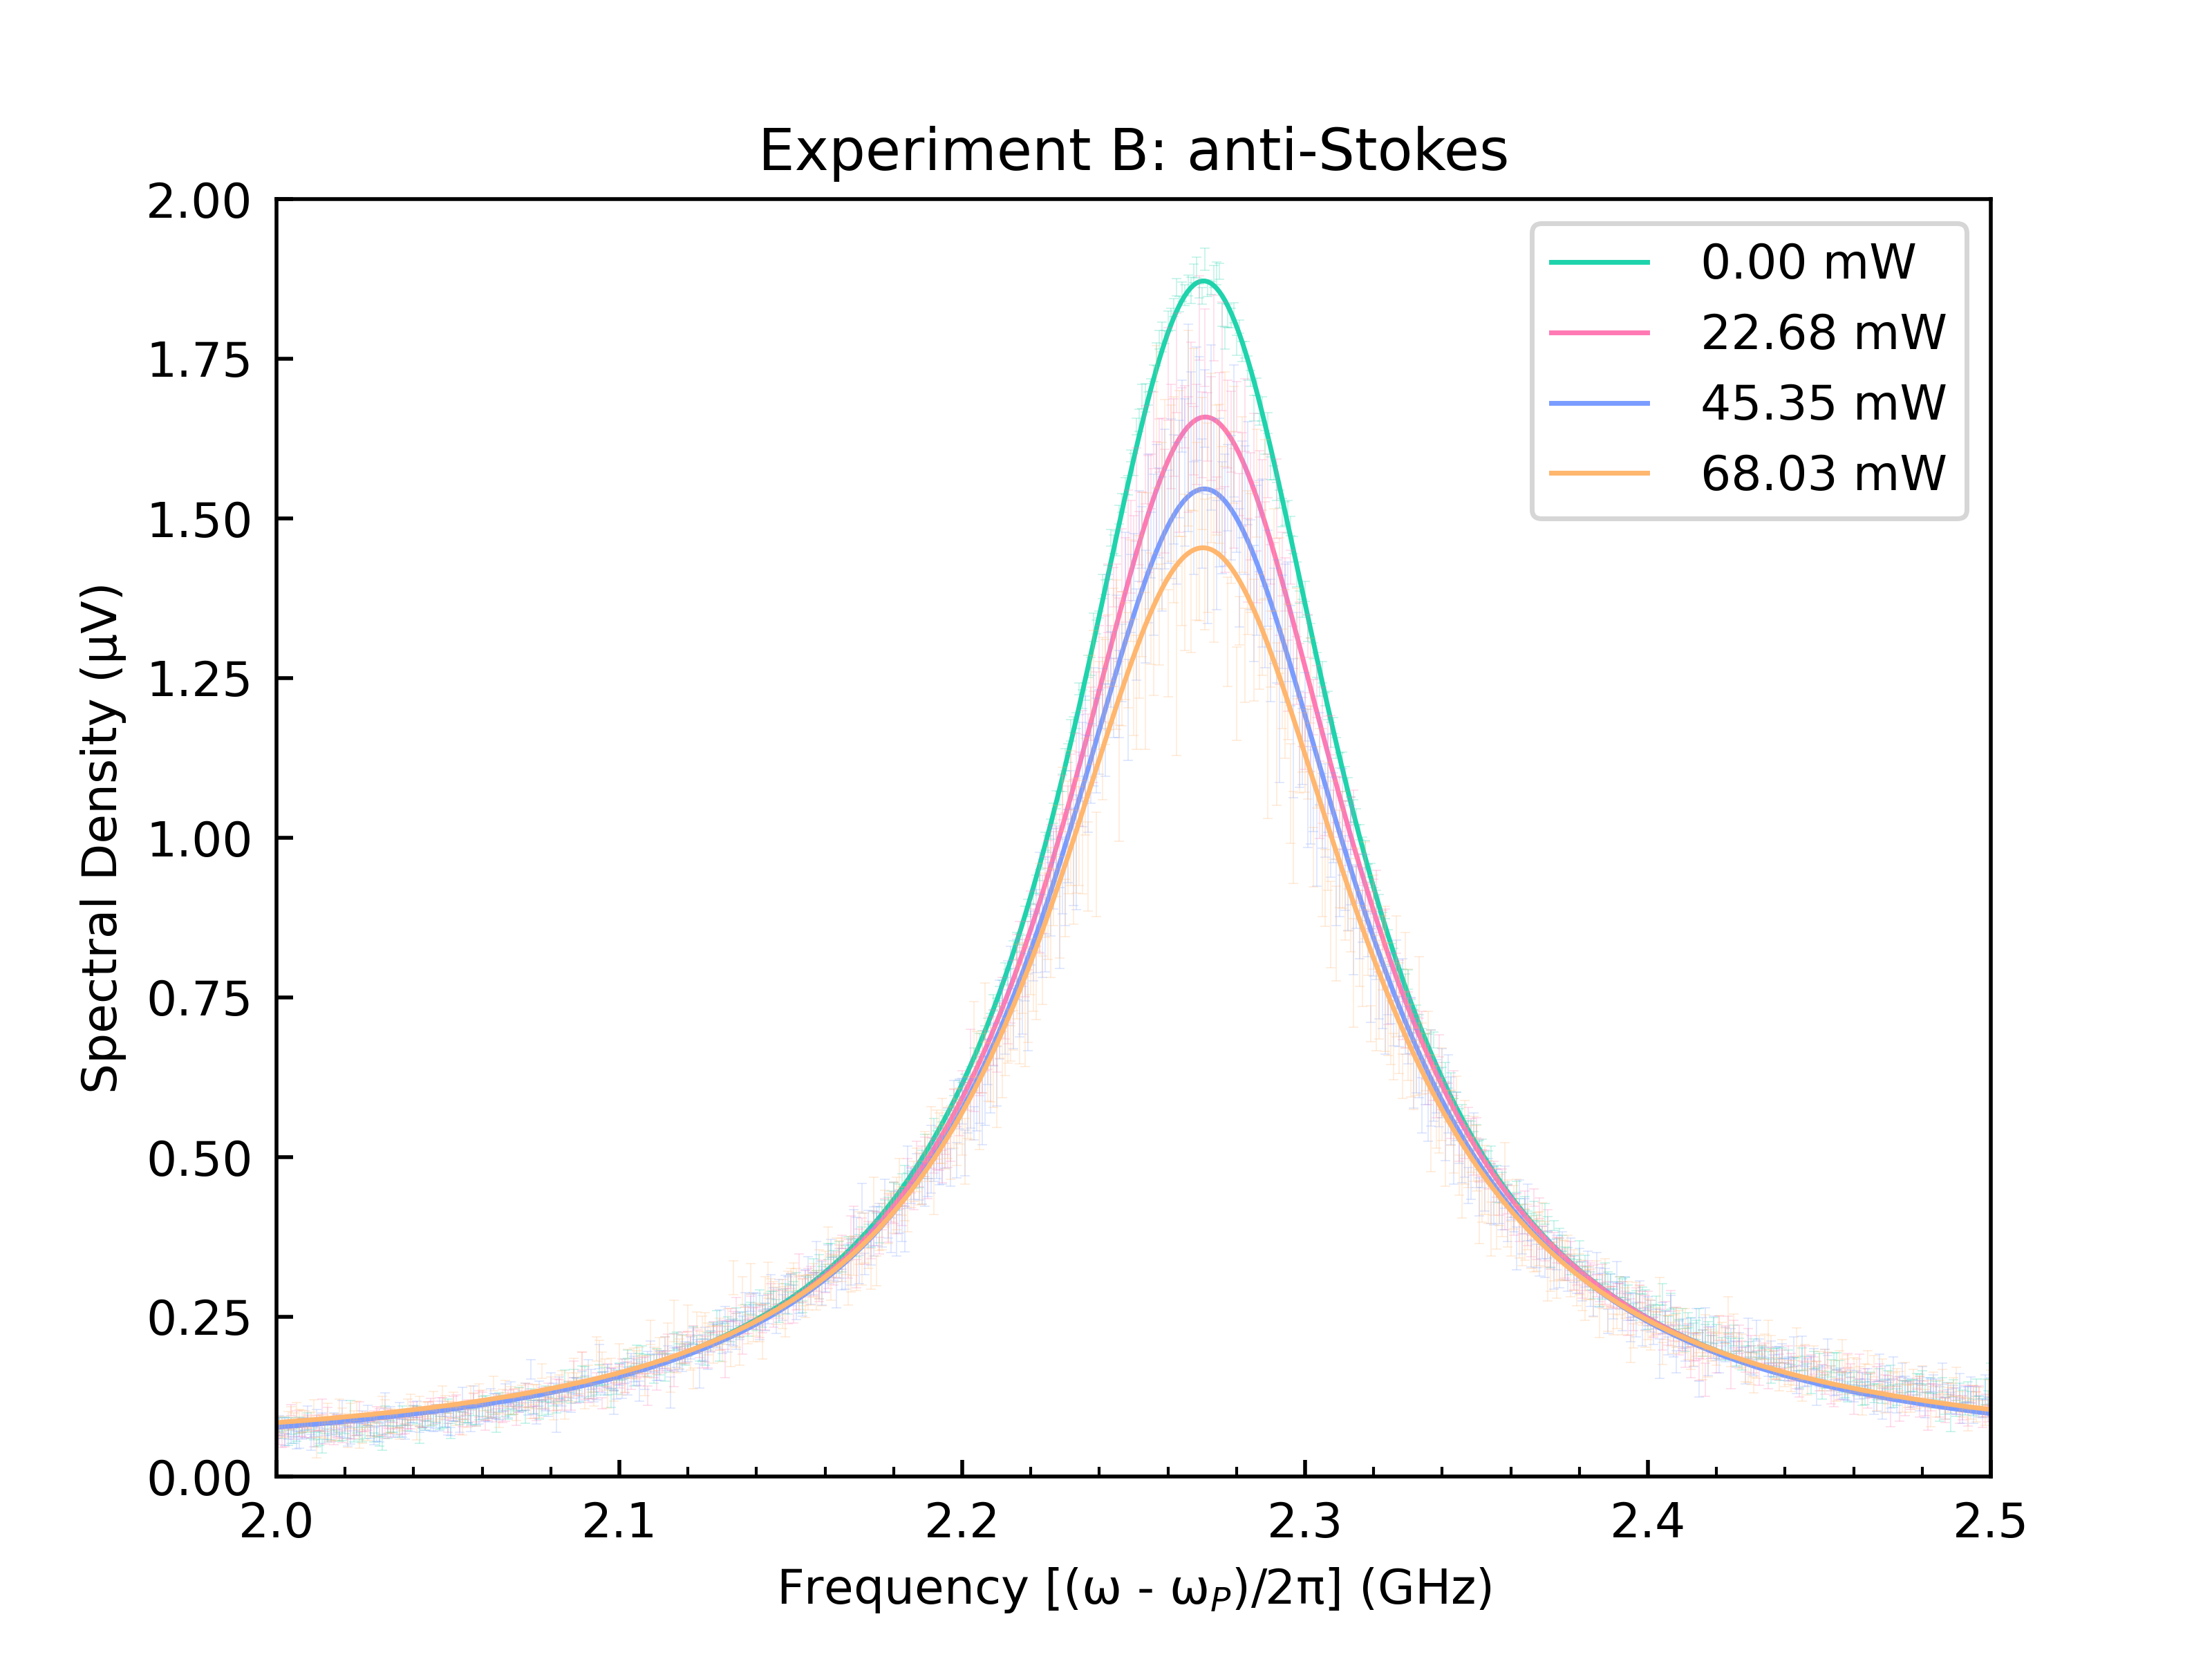 Experiment B: anti-Stokes
2.00
1.75
1.50
1.25
1.00
0.75
0.50
0.25
0.00
Spectral Density (μV)
0.00 mW
22.68 mW
45.35 mW
68.03 mW
2.0 2.1 2.2 2.3 2.4 2.5
Frequency [(ω - ωP)/2π] (GHz)